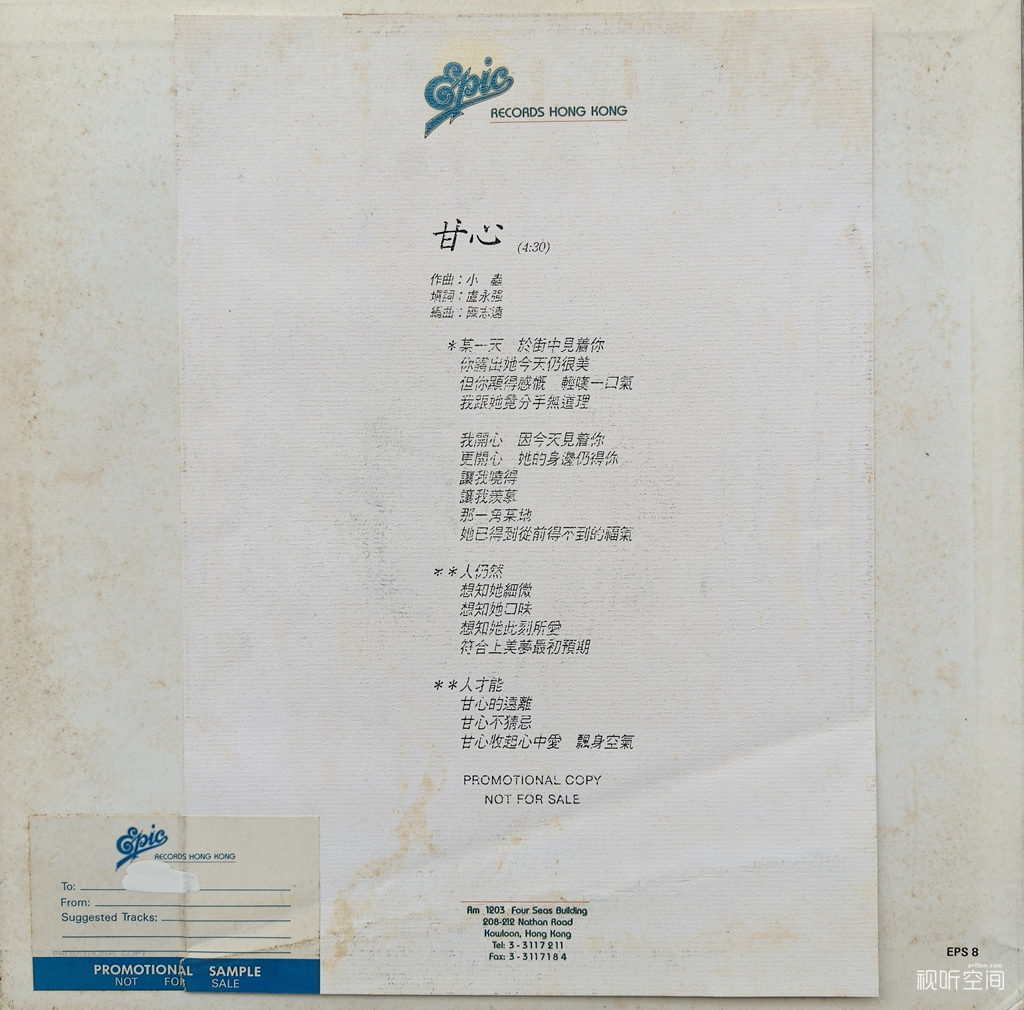 Epic
RECORDS HONG KONG
甘心 (4:30)
作曲：小 蟲
填詞：盧永強
編曲：陳志遠
＊某一天 於街中見着你
你露出她今天仍很美
但你顯得感慨 輕嘆一口氣
我跟她竟分手無道理
我開心 因今天見着你
更開心 她的身邊仍得你
讓我曉得
讓我羨慕
那一角某地
她已得到從前得不到的福氣
＊＊人仍然
想知她細微
想知她口味
想知她此刻所愛
符合上美夢最初預期
＊＊人才能
甘心的遠離
甘心不猜忌
甘心收起心中愛 飄身空氣
PROMOTIONAL COPY
NOT FOR SALE
Epic
RECORDS HONG KONG
To:
From:
Suggested Tracks:
PROMOTIONAL SAMPLE
NOT FOR SALE
Rm 1203 Four Seas Building
208-212 Nathan Road
Kowloon, Hong Kong
Tel: 3-3117211
Fax: 3-3117184
EPS 8
视听空间